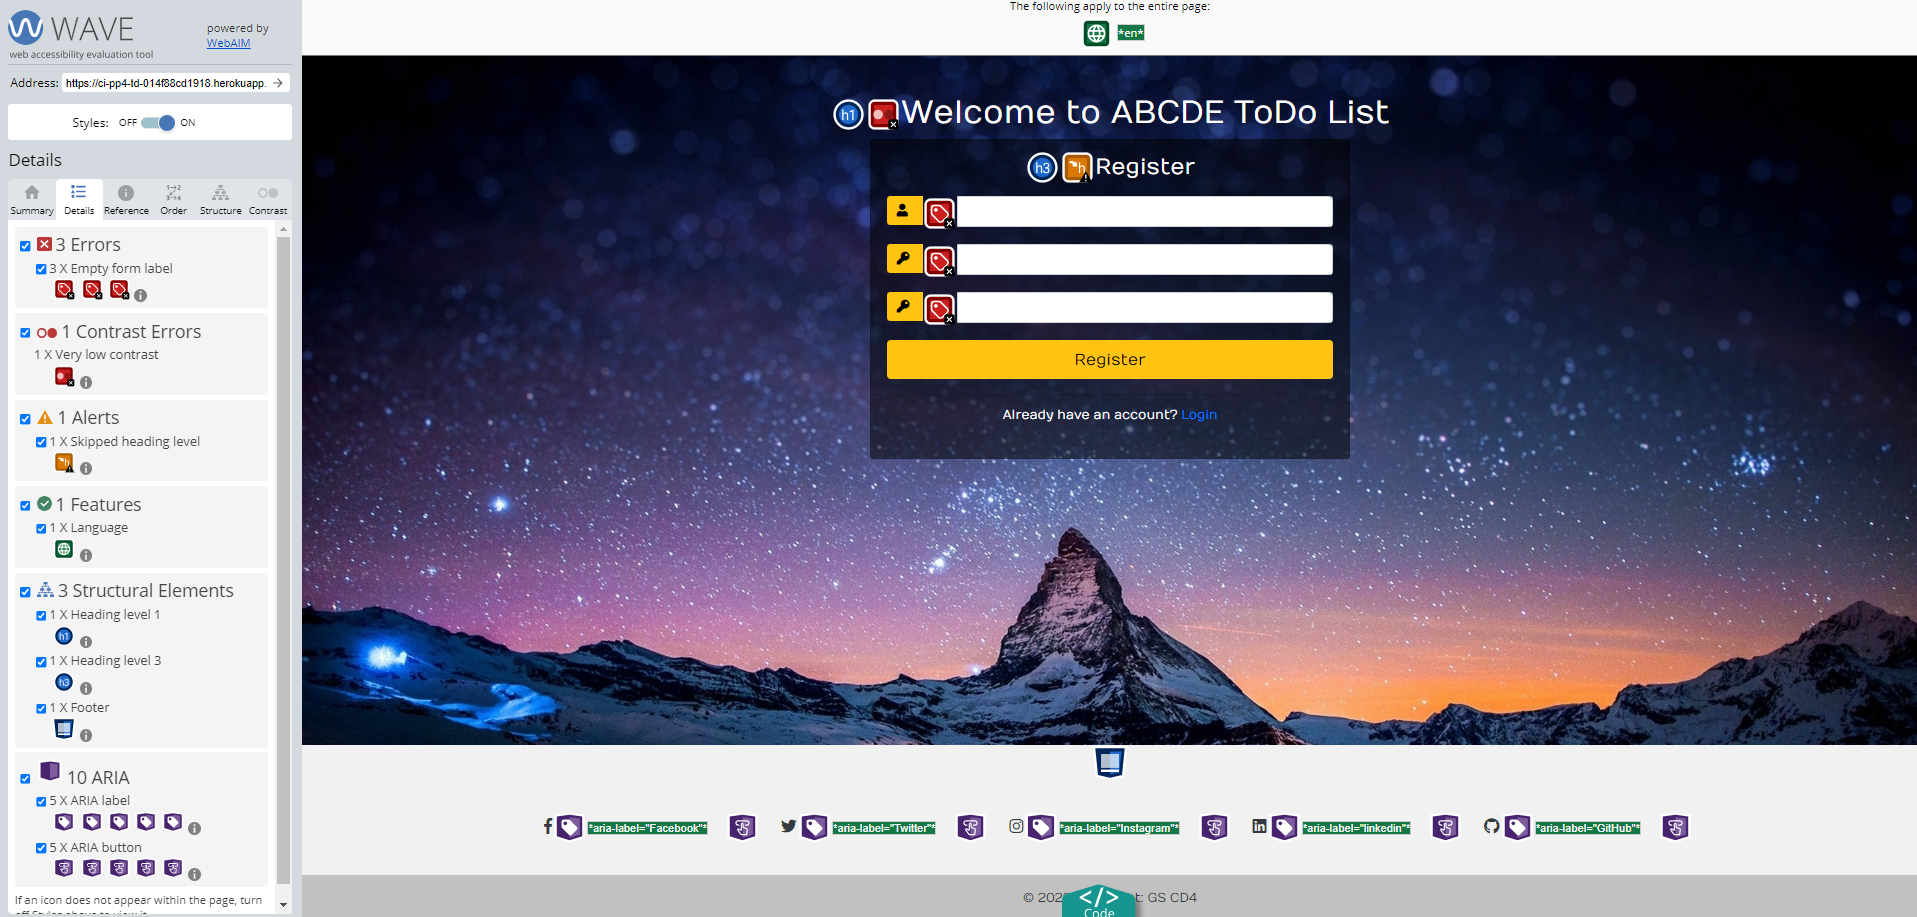 WAVE
web accessibility evaluation tool
powered by
WebAIM
Address: https://ci-pp4-td-014f88cd1918.herokuapp.
Styles: OFF ON
Details
Summary Details Reference Order Structure Contrast
3 Errors
3 X Empty form label
1 Contrast Errors
1 X Very low contrast
1 Alerts
1 X Skipped heading level
1 Features
1 X Language
3 Structural Elements
1 X Heading level 1
h1
1 X Heading level 3
h3
1 X Footer
10 ARIA
5 X ARIA label
5 X ARIA button
If an icon does not appear within the page, turn
The following apply to the entire page:
*en*
h1 Welcome to ABCDE ToDo List
h3 h Register
Register
Already have an account? Login
*aria-label="Facebook"* *aria-label="Twitter"* *aria-label="Instagram"* *aria-label="linkedin"* *aria-label="GitHub"*
t: GS CD4
</> Code